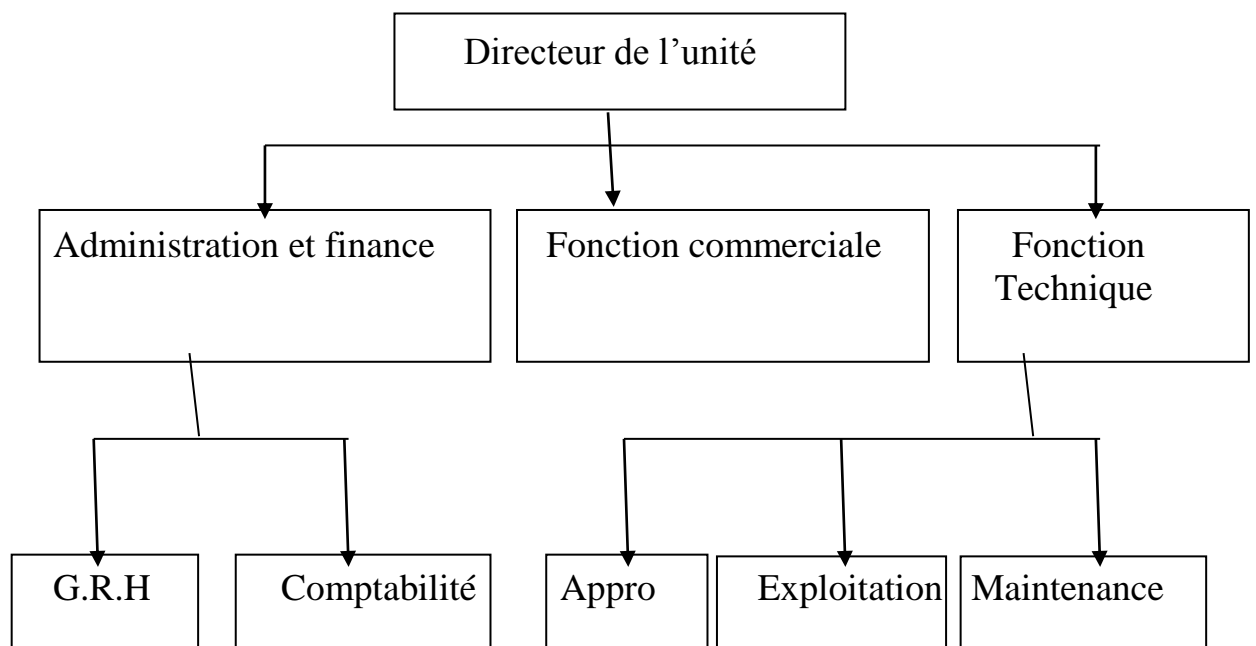 Directeur de l’unité
Administration et finance
Fonction commerciale
Fonction
Technique
G.R.H
Comptabilité
Appro
Exploitation
Maintenance